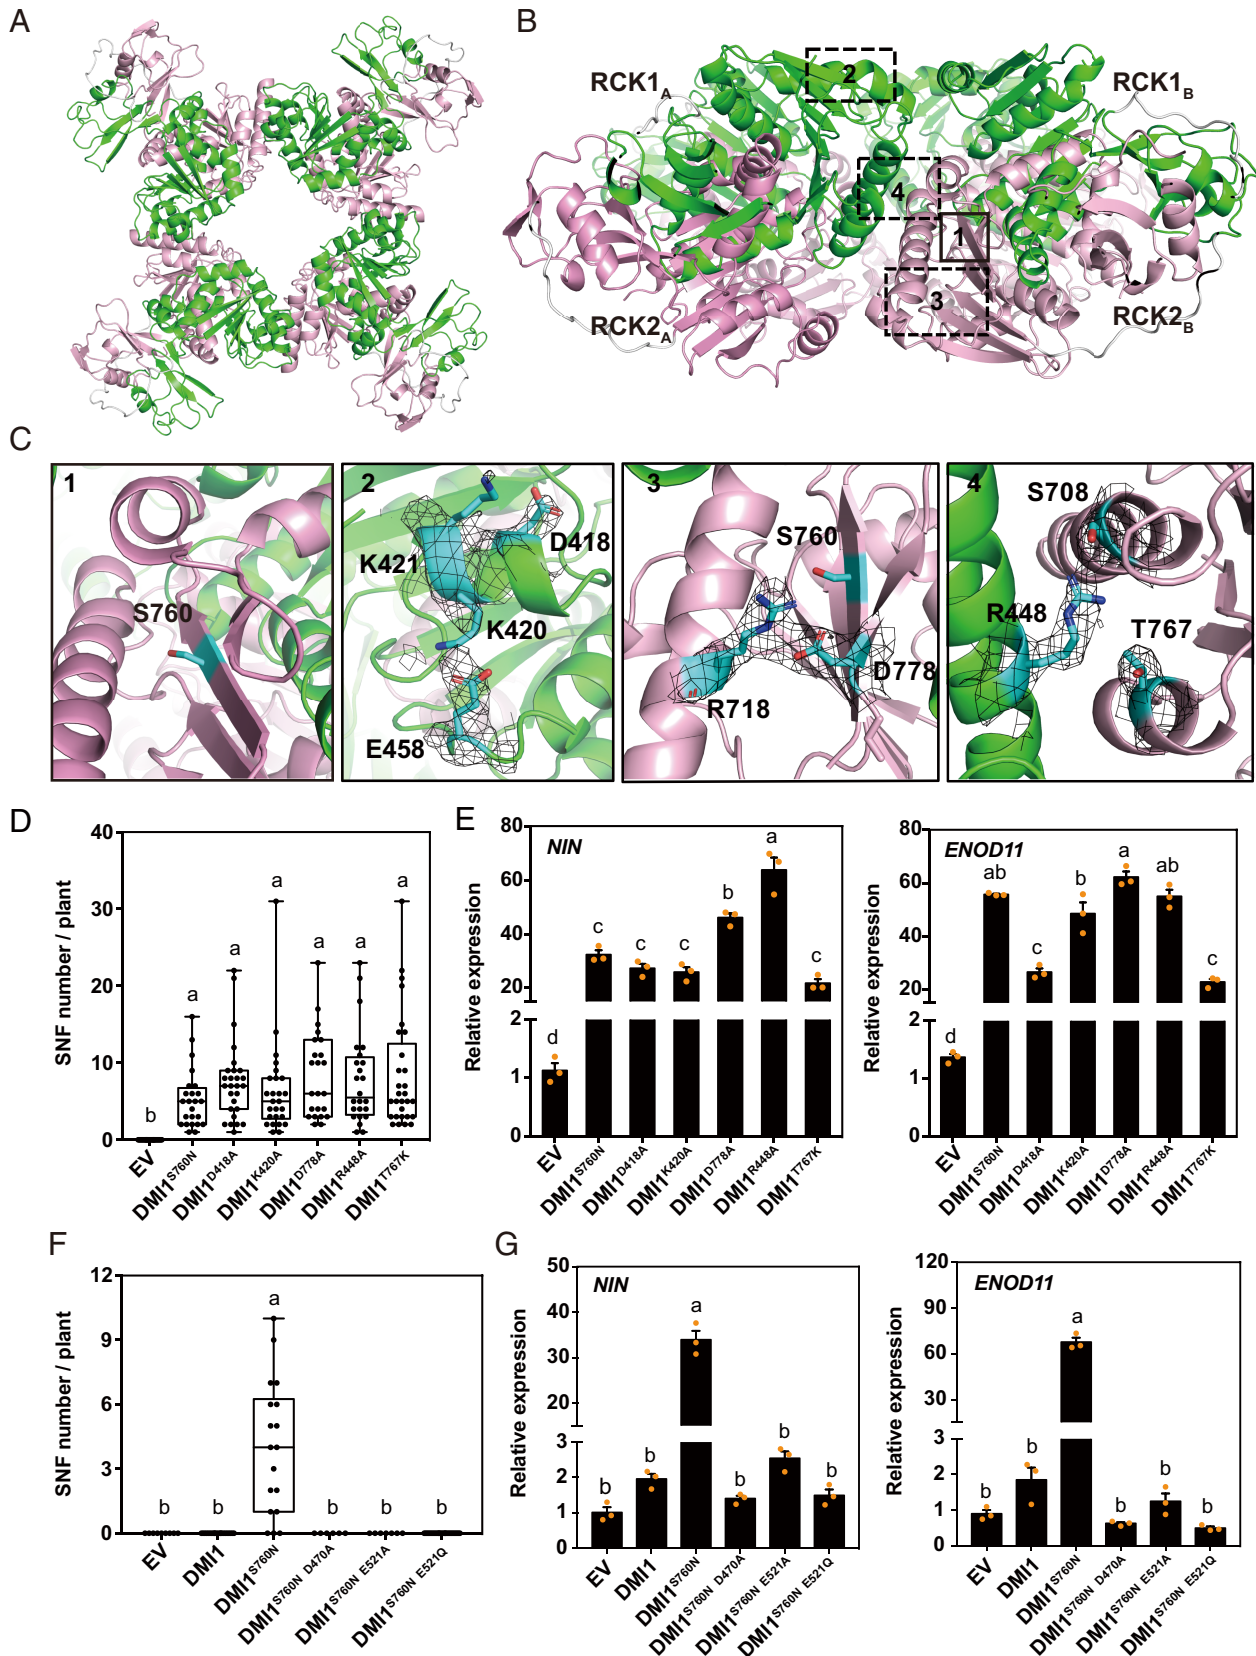 A
B
RCK1A
RCK1B
RCK2A
RCK2B
2
4
1
3
C
1
S760
2
K421
D418
K420
E458
3
S760
R718
D778
4
S708
R448
T767
D
SNF number / plant
40
30
20
10
0
b
a
a
a
a
a
a
EV
DMI1S760N
DMI1D418A
DMI1K420A
DMI1D778A
DMI1R448A
DMI1T767K
E
Relative expression
NIN
80
60
40
20
2
1
0
d
c
c
c
b
a
c
EV
DMI1S760N
DMI1D418A
DMI1K420A
DMI1D778A
DMI1R448A
DMI1T767K
Relative expression
ENOD11
80
60
40
20
2
1
0
d
ab
c
b
a
ab
c
EV
DMI1S760N
DMI1D418A
DMI1K420A
DMI1D778A
DMI1R448A
DMI1T767K
F
SNF number / plant
12
9
6
3
0
b
b
a
b
b
b
EV
DMI1
DMI1S760N
DMI1S760N D470A
DMI1S760N E521A
DMI1S760N E521Q
G
Relative expression
NIN
50
40
30
20
3
2
1
0
b
b
a
b
b
b
EV
DMI1
DMI1S760N
DMI1S760N D470A
DMI1S760N E521A
DMI1S760N E521Q
Relative expression
ENOD11
120
90
60
30
3
2
1
0
b
b
a
b
b
b
EV
DMI1
DMI1S760N
DMI1S760N D470A
DMI1S760N E521A
DMI1S760N E521Q